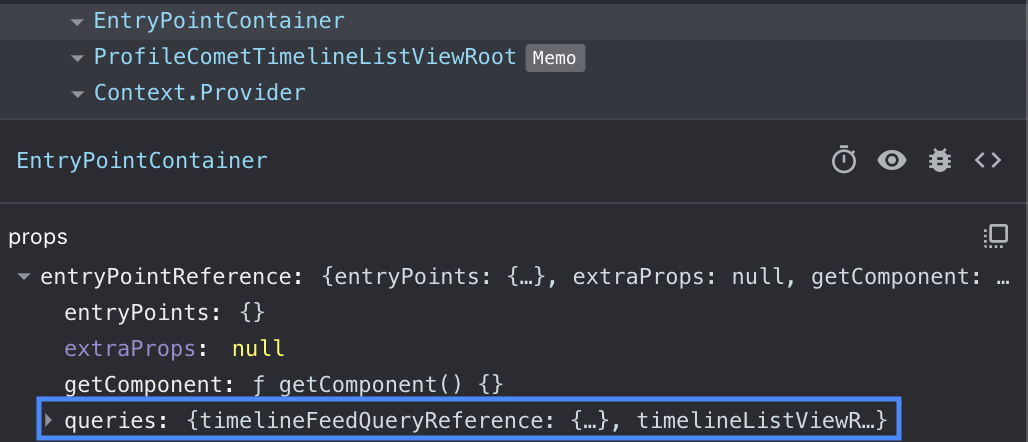 EntryPointContainer
ProfileCometTimelineListViewRoot Memo
Context.Provider
EntryPointContainer
props
entryPointReference: {entryPoints: {…}, extraProps: null, getComponent: …
entryPoints: {}
extraProps: null
getComponent: ƒ getComponent() {}
queries: {timelineFeedQueryReference: {…}, timelineListViewR…}